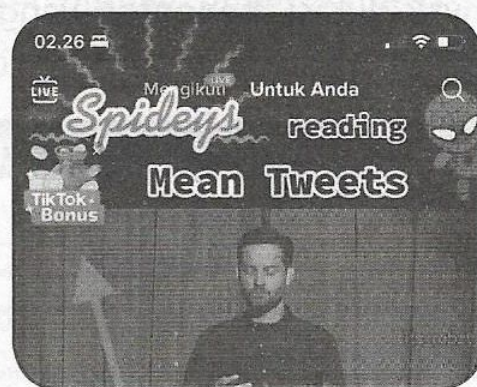 02.26
LIVE
Mengikuti
LIVE
Untuk Anda
Spideys
reading
Mean Tweets
TikTok
Bonus